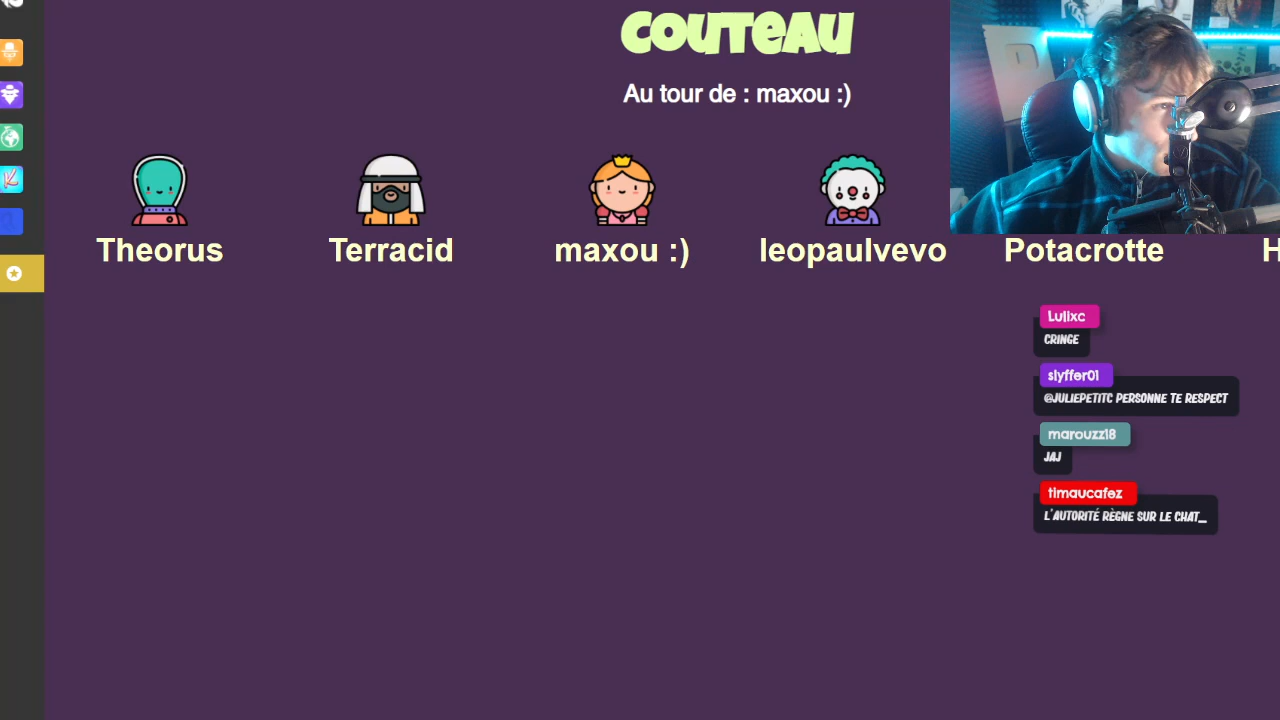 COUTEAU
Au tour de : maxou :)
Theorus
Terracid
maxou :)
leopaulvevo
Potacrotte
H
Lulixc
CRINGE
slyffer01
@JULIEPETITC PERSONNE TE RESPECT
marouzz18
JAJ
timaucafez
L'AUTORITÉ RÈGNE SUR LE CHAT_